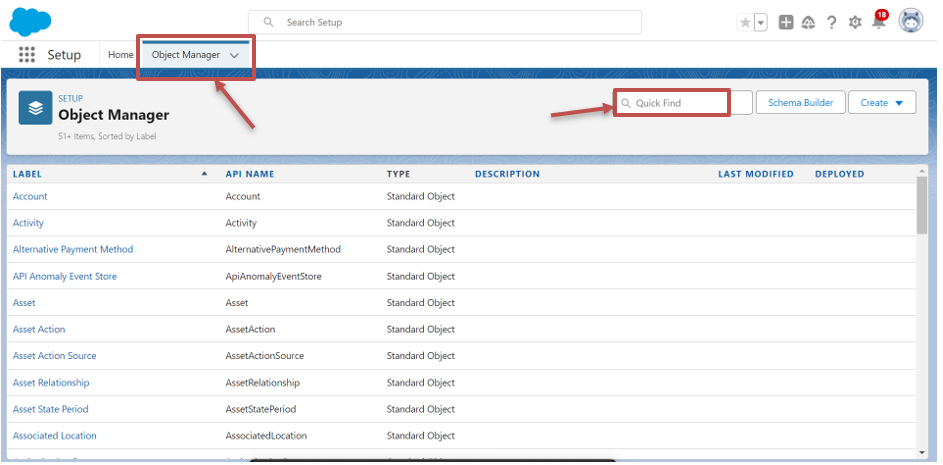 Search Setup
18
Setup Home Object Manager
SETUP
Object Manager
51+ Items, Sorted by Label
Quick Find Schema Builder Create
LABEL API NAME TYPE DESCRIPTION LAST MODIFIED DEPLOYED
Account Account Standard Object
Activity Activity Standard Object
Alternative Payment Method AlternativePaymentMethod Standard Object
API Anomaly Event Store ApiAnomalyEventStore Standard Object
Asset Asset Standard Object
Asset Action AssetAction Standard Object
Asset Action Source AssetActionSource Standard Object
Asset Relationship AssetRelationship Standard Object
Asset State Period AssetStatePeriod Standard Object
Associated Location AssociatedLocation Standard Object